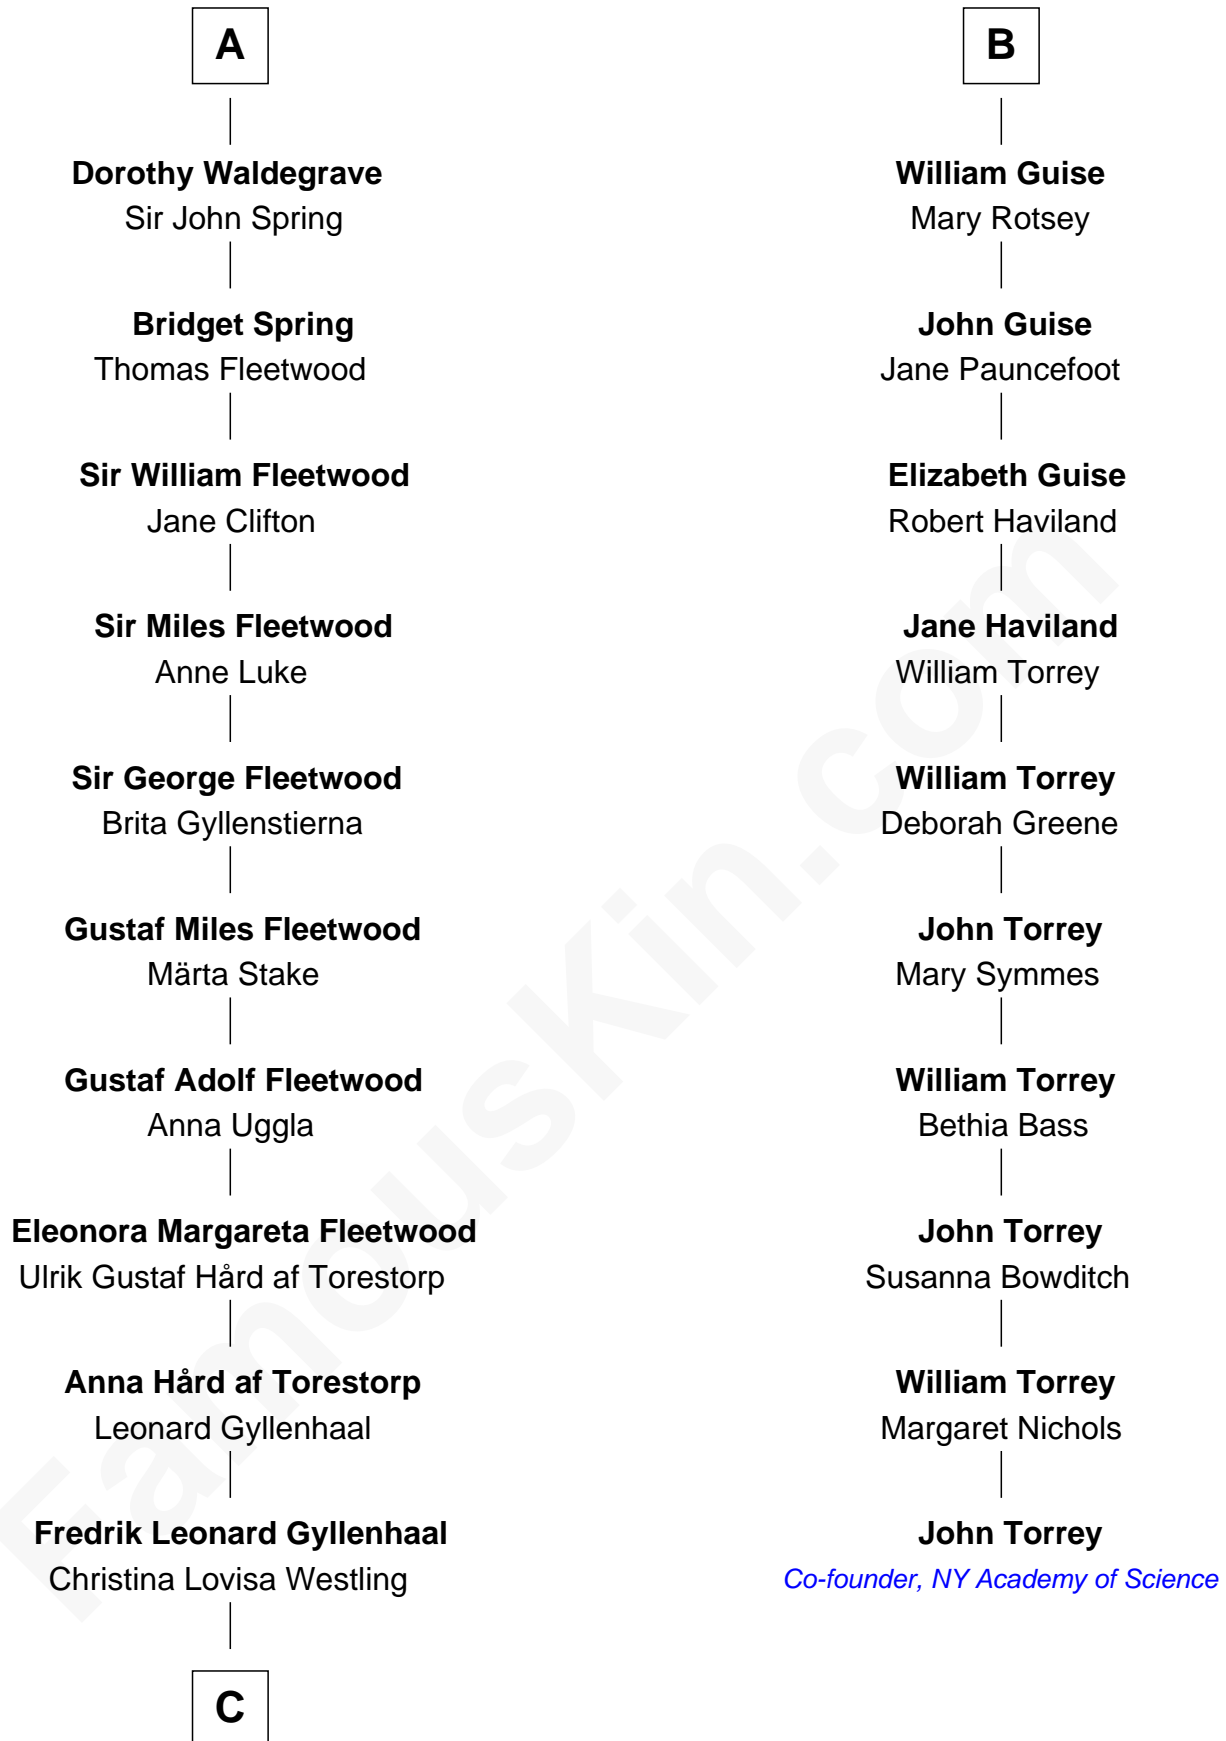 A
Dorothy Waldegrave
Sir John Spring
Bridget Spring
Thomas Fleetwood
Sir William Fleetwood
Jane Clifton
Sir Miles Fleetwood
Anne Luke
Sir George Fleetwood
Brita Gyllenstierna
Gustaf Miles Fleetwood
Märta Stake
Gustaf Adolf Fleetwood
Anna Uggla
Eleonora Margareta Fleetwood
Ulrik Gustaf Hård af Torestorp
Anna Hård af Torestorp
Leonard Gyllenhaal
Fredrik Leonard Gyllenhaal
Christina Lovisa Westling
C
B
William Guise
Mary Rotsey
John Guise
Jane Pauncefoot
Elizabeth Guise
Robert Haviland
Jane Haviland
William Torrey
William Torrey
Deborah Greene
John Torrey
Mary Symmes
William Torrey
Bethia Bass
John Torrey
Susanna Bowditch
William Torrey
Margaret Nichols
John Torrey
Co-founder, NY Academy of Science
FamousKin.com